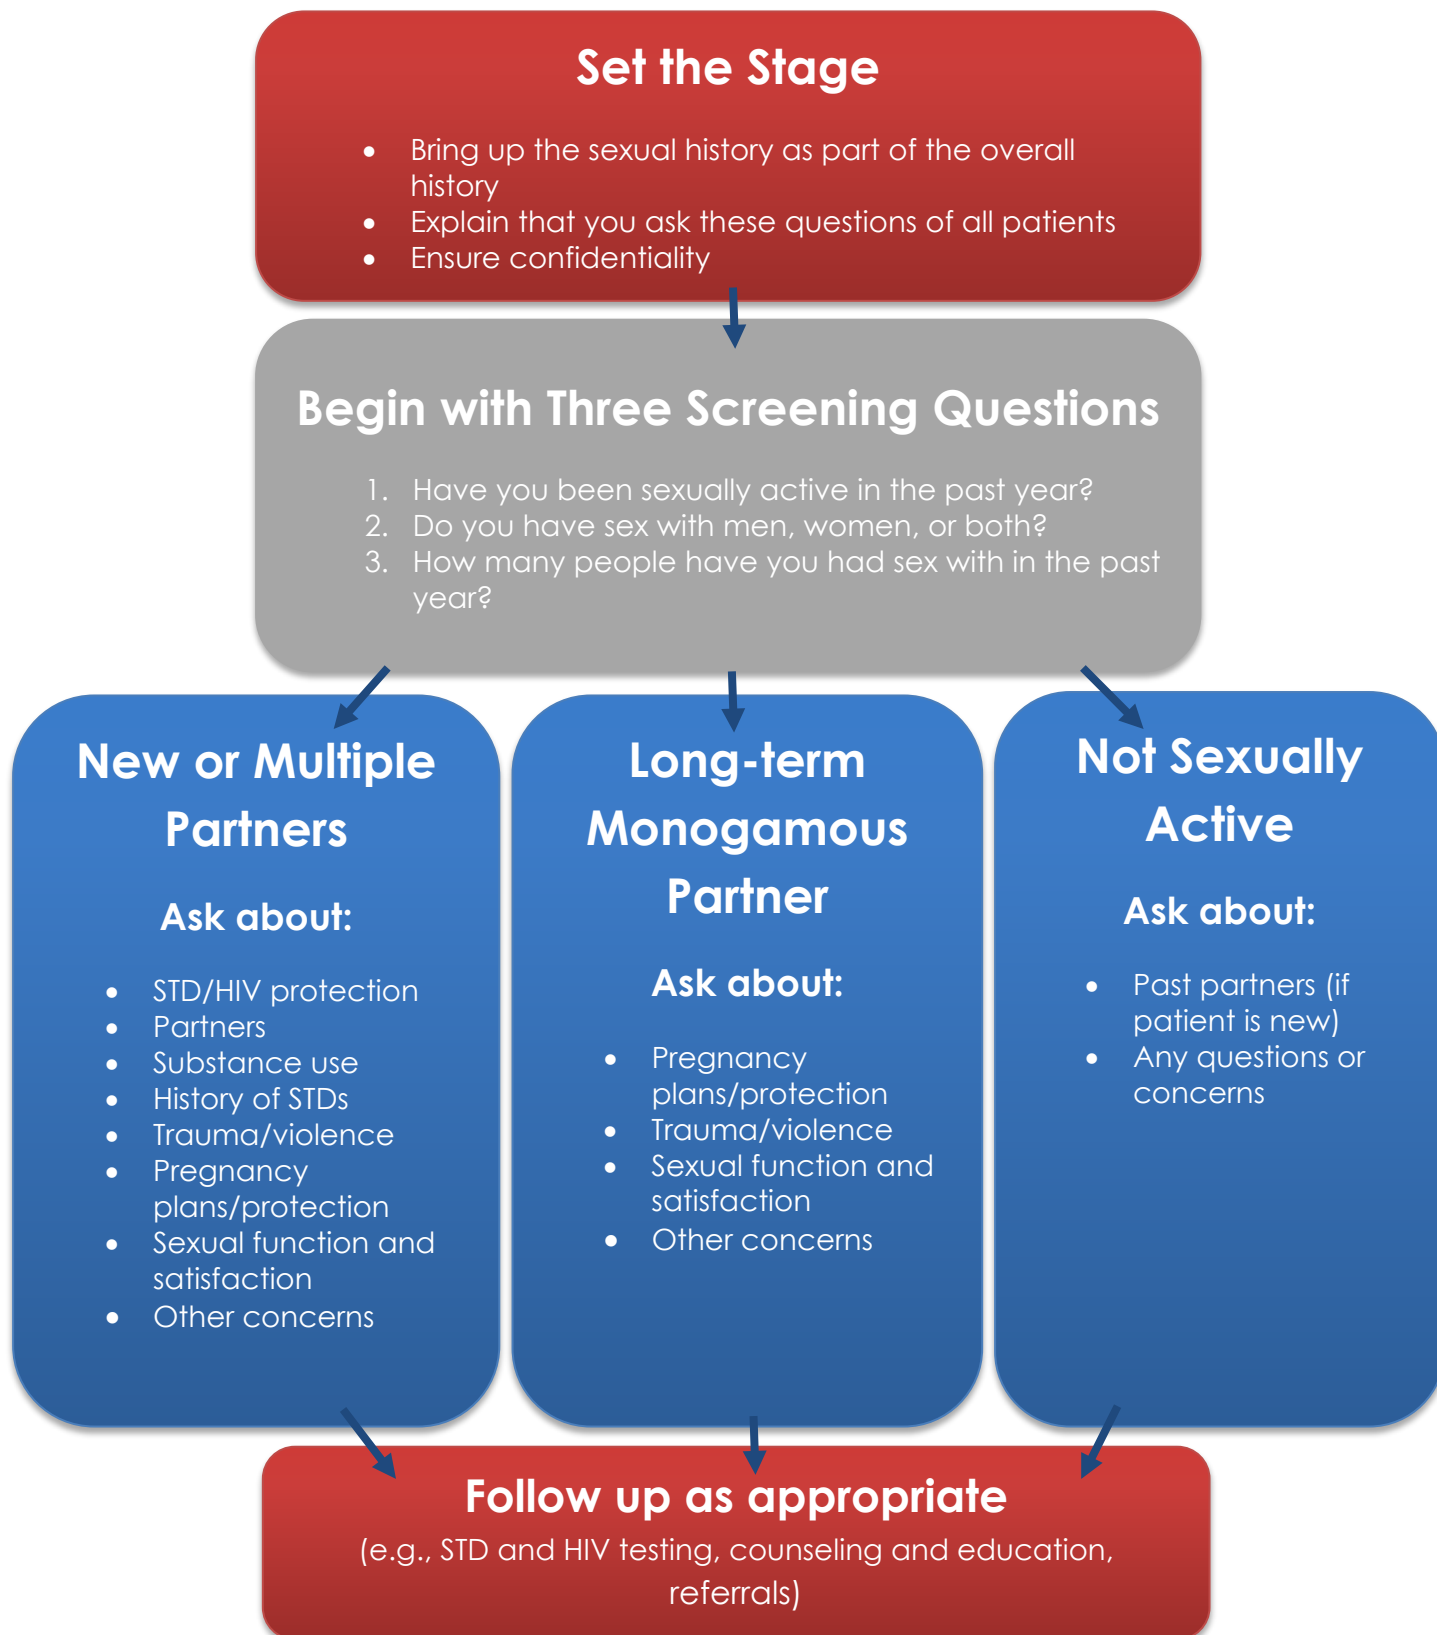 Set the Stage
• Bring up the sexual history as part of the overall
history
• Explain that you ask these questions of all patients
• Ensure confidentiality
Begin with Three Screening Questions
1. Have you been sexually active in the past year?
2. Do you have sex with men, women, or both?
3. How many people have you had sex with in the past
year?
New or Multiple
Partners
Ask about:
• STD/HIV protection
• Partners
• Substance use
• History of STDs
• Trauma/violence
• Pregnancy
plans/protection
• Sexual function and
satisfaction
• Other concerns
Long-term
Monogamous
Partner
Ask about:
• Pregnancy
plans/protection
• Trauma/violence
• Sexual function and
satisfaction
• Other concerns
Not Sexually
Active
Ask about:
• Past partners (if
patient is new)
• Any questions or
concerns
Follow up as appropriate
(e.g., STD and HIV testing, counseling and education,
referrals)